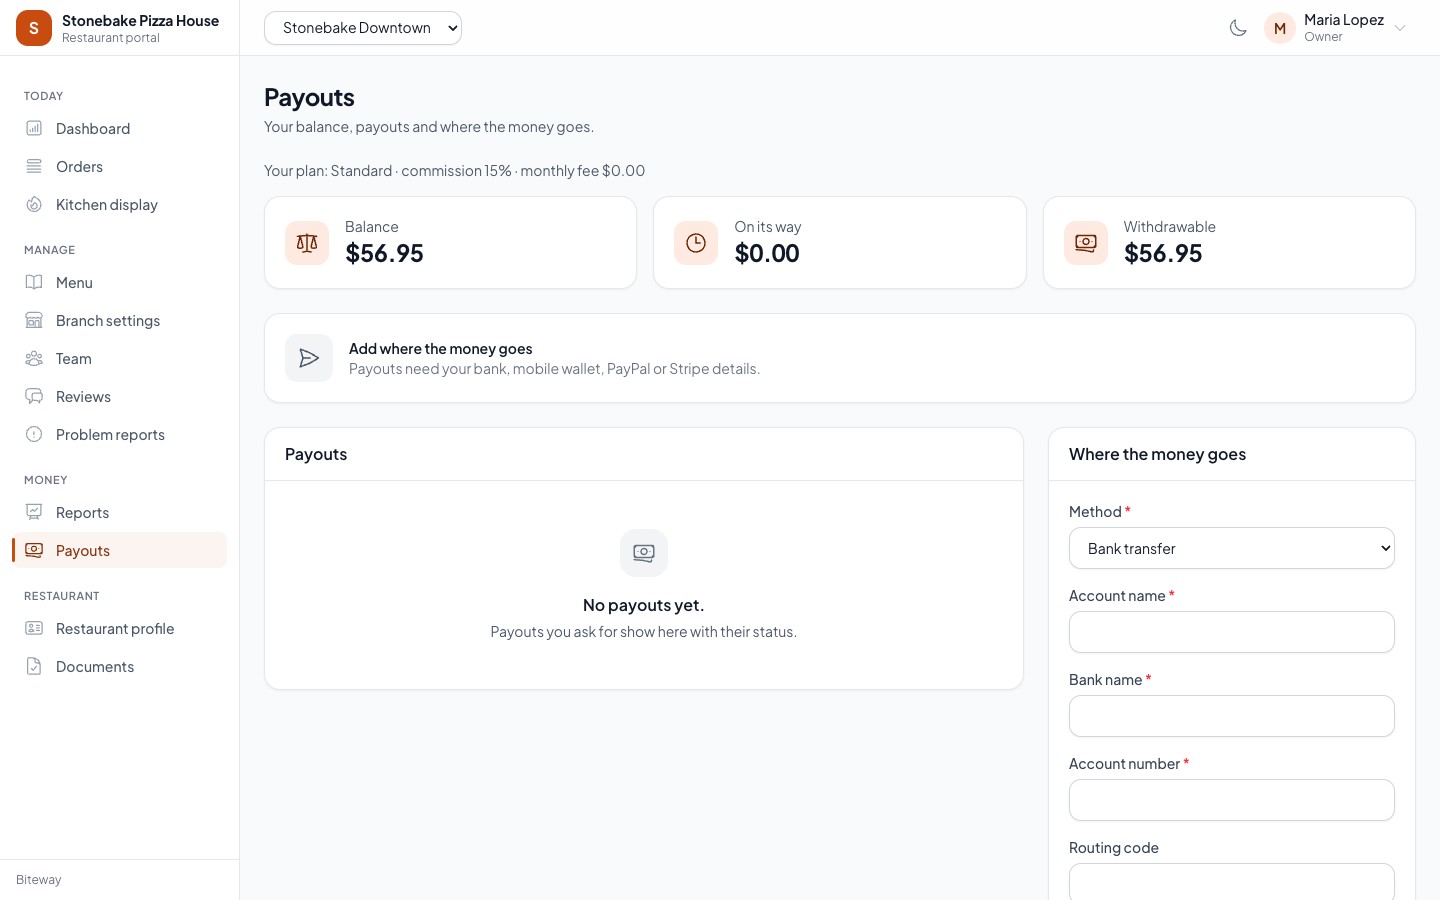 S
Stonebake Pizza House
Restaurant portal
Stonebake Downtown
M
Maria Lopez
Owner
TODAY
Dashboard
Orders
Kitchen display
MANAGE
Menu
Branch settings
Team
Reviews
Problem reports
MONEY
Reports
Payouts
RESTAURANT
Restaurant profile
Documents
Biteway
Payouts
Your balance, payouts and where the money goes.
Your plan: Standard · commission 15% · monthly fee $0.00
Balance
$56.95
On its way
$0.00
Withdrawable
$56.95
Add where the money goes
Payouts need your bank, mobile wallet, PayPal or Stripe details.
Payouts
No payouts yet.
Payouts you ask for show here with their status.
Where the money goes
Method *
Bank transfer
Account name *
Bank name *
Account number *
Routing code